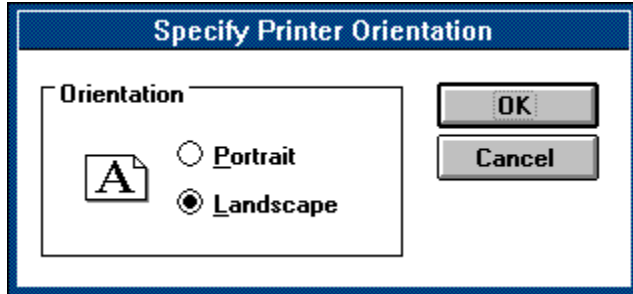 Specify Printer Orientation
Orientation
A
Portrait
Landscape
OK
Cancel